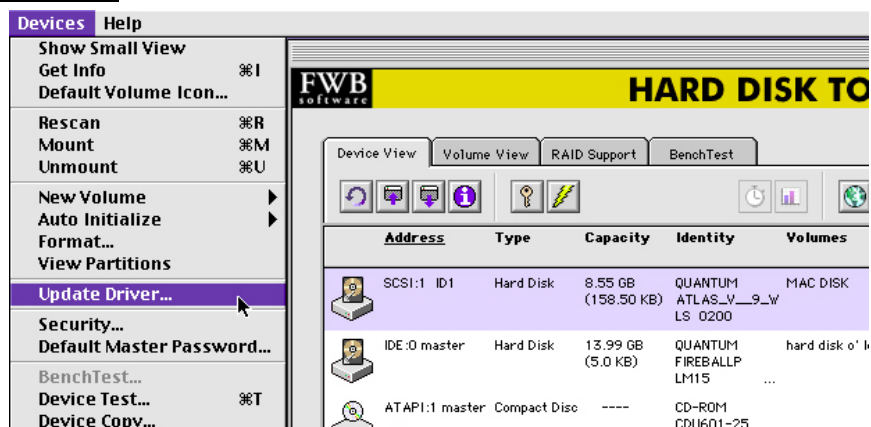 Devices Help
Show Small View
Get Info ⌘I
Default Volume Icon...
Rescan ⌘R
Mount ⌘M
Unmount ⌘U
New Volume
Auto Initialize
Format...
View Partitions
Update Driver...
Security...
Default Master Password...
BenchTest...
Device Test... ⌘T
Device Copy...
FWB
software
HARD DISK TO
Device View Volume View RAID Support BenchTest
Address Type Capacity Identity Volumes
SCSI:1 ID1 Hard Disk 8.55 GB QUANTUM MAC DISK
(158.50 KB) ATLAS_V__9_W
LS 0200
IDE:0 master Hard Disk 13.99 GB QUANTUM hard disk o'
(5.0 KB) FIREBALLP
LM15 ...
ATAPI:1 master Compact Disc ---- CD-ROM
CDU601-25